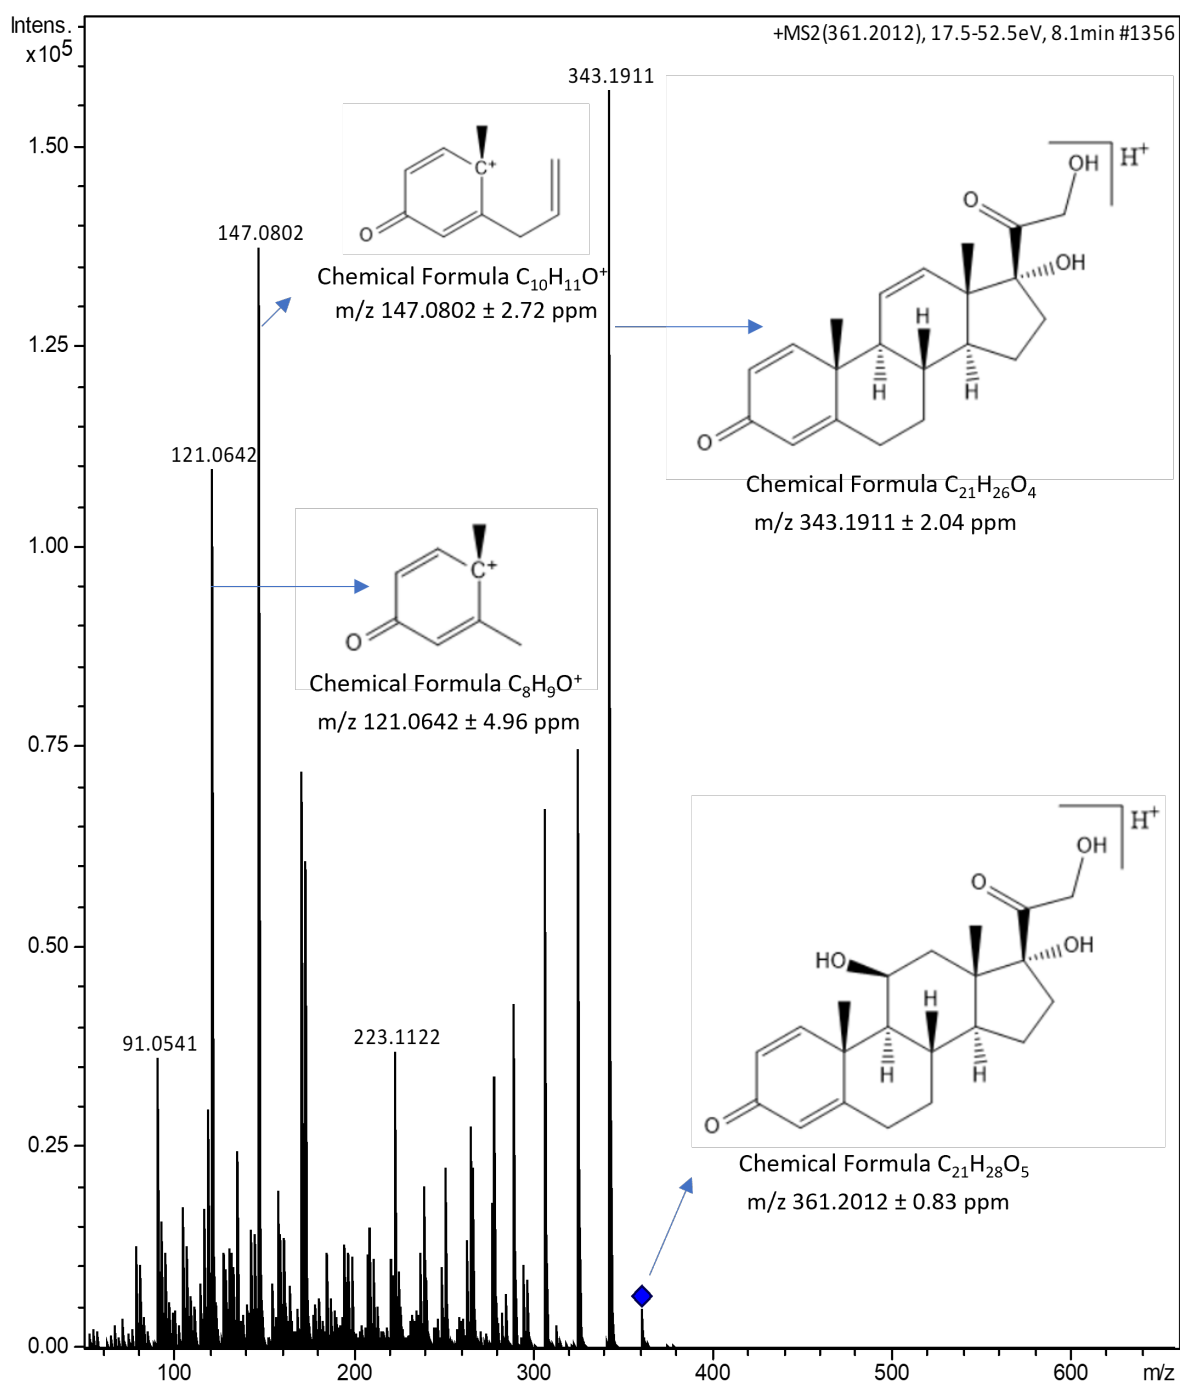 Intens.
x10⁵
+MS2(361.2012), 17.5-52.5eV, 8.1min #1356
343.1911
1.50
C⁺
O
OH
H⁺
O
OH
H
H
H
O
147.0802
Chemical Formula C₁₀H₁₁O⁺
m/z 147.0802 ± 2.72 ppm
1.25
121.0642
Chemical Formula C₂₁H₂₆O₄
m/z 343.1911 ± 2.04 ppm
1.00
C⁺
O
Chemical Formula C₈H₉O⁺
m/z 121.0642 ± 4.96 ppm
0.75
OH
H⁺
O
OH
HO
H
H
H
O
0.50
91.0541
223.1122
0.25
Chemical Formula C₂₁H₂₈O₅
m/z 361.2012 ± 0.83 ppm
0.00
100 200 300 400 500 600 m/z